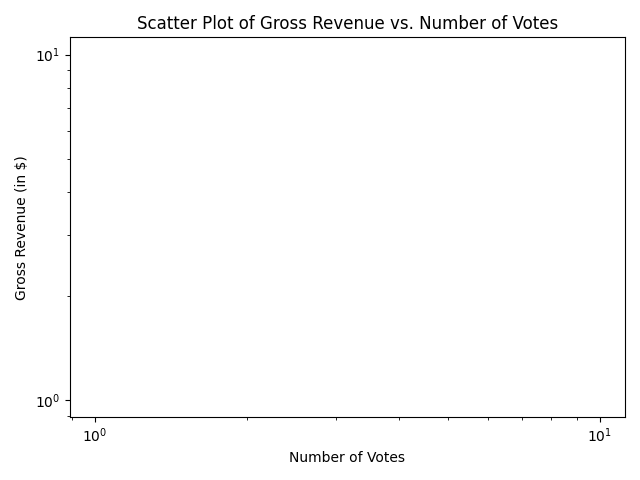 Scatter Plot of Gross Revenue vs. Number of Votes
10¹
Gross Revenue (in $)
10⁰
10⁰ 10¹
Number of Votes